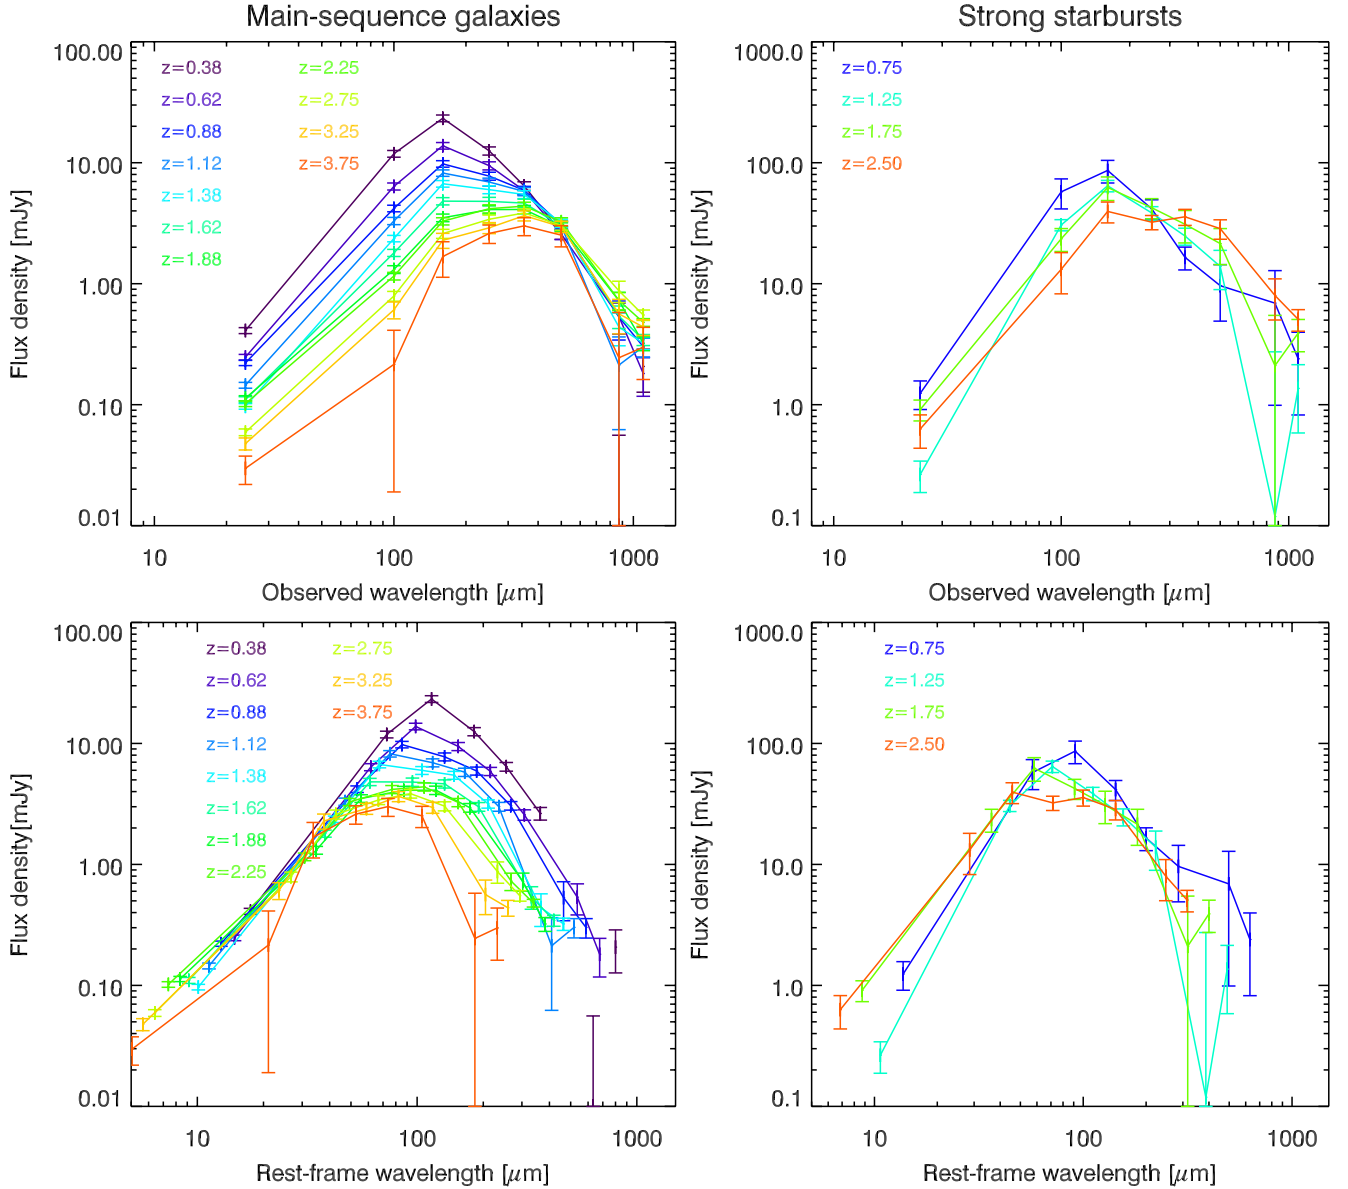 Main-sequence galaxies
Strong starbursts
100.00
10.00
1.00
0.10
0.01
Flux density [mJy]
z=0.38
z=0.62
z=0.88
z=1.12
z=1.38
z=1.62
z=1.88
z=2.25
z=2.75
z=3.25
z=3.75
10
100
1000
Observed wavelength [μm]
1000.0
100.0
10.0
1.0
0.1
Flux density [mJy]
z=0.75
z=1.25
z=1.75
z=2.50
10
100
1000
Observed wavelength [μm]
100.00
10.00
1.00
0.10
0.01
Flux density[mJy]
z=0.38
z=0.62
z=0.88
z=1.12
z=1.38
z=1.62
z=1.88
z=2.25
z=2.75
z=3.25
z=3.75
10
100
1000
Rest-frame wavelength [μm]
1000.0
100.0
10.0
1.0
0.1
Flux density [mJy]
z=0.75
z=1.25
z=1.75
z=2.50
10
100
1000
Rest-frame wavelength [μm]